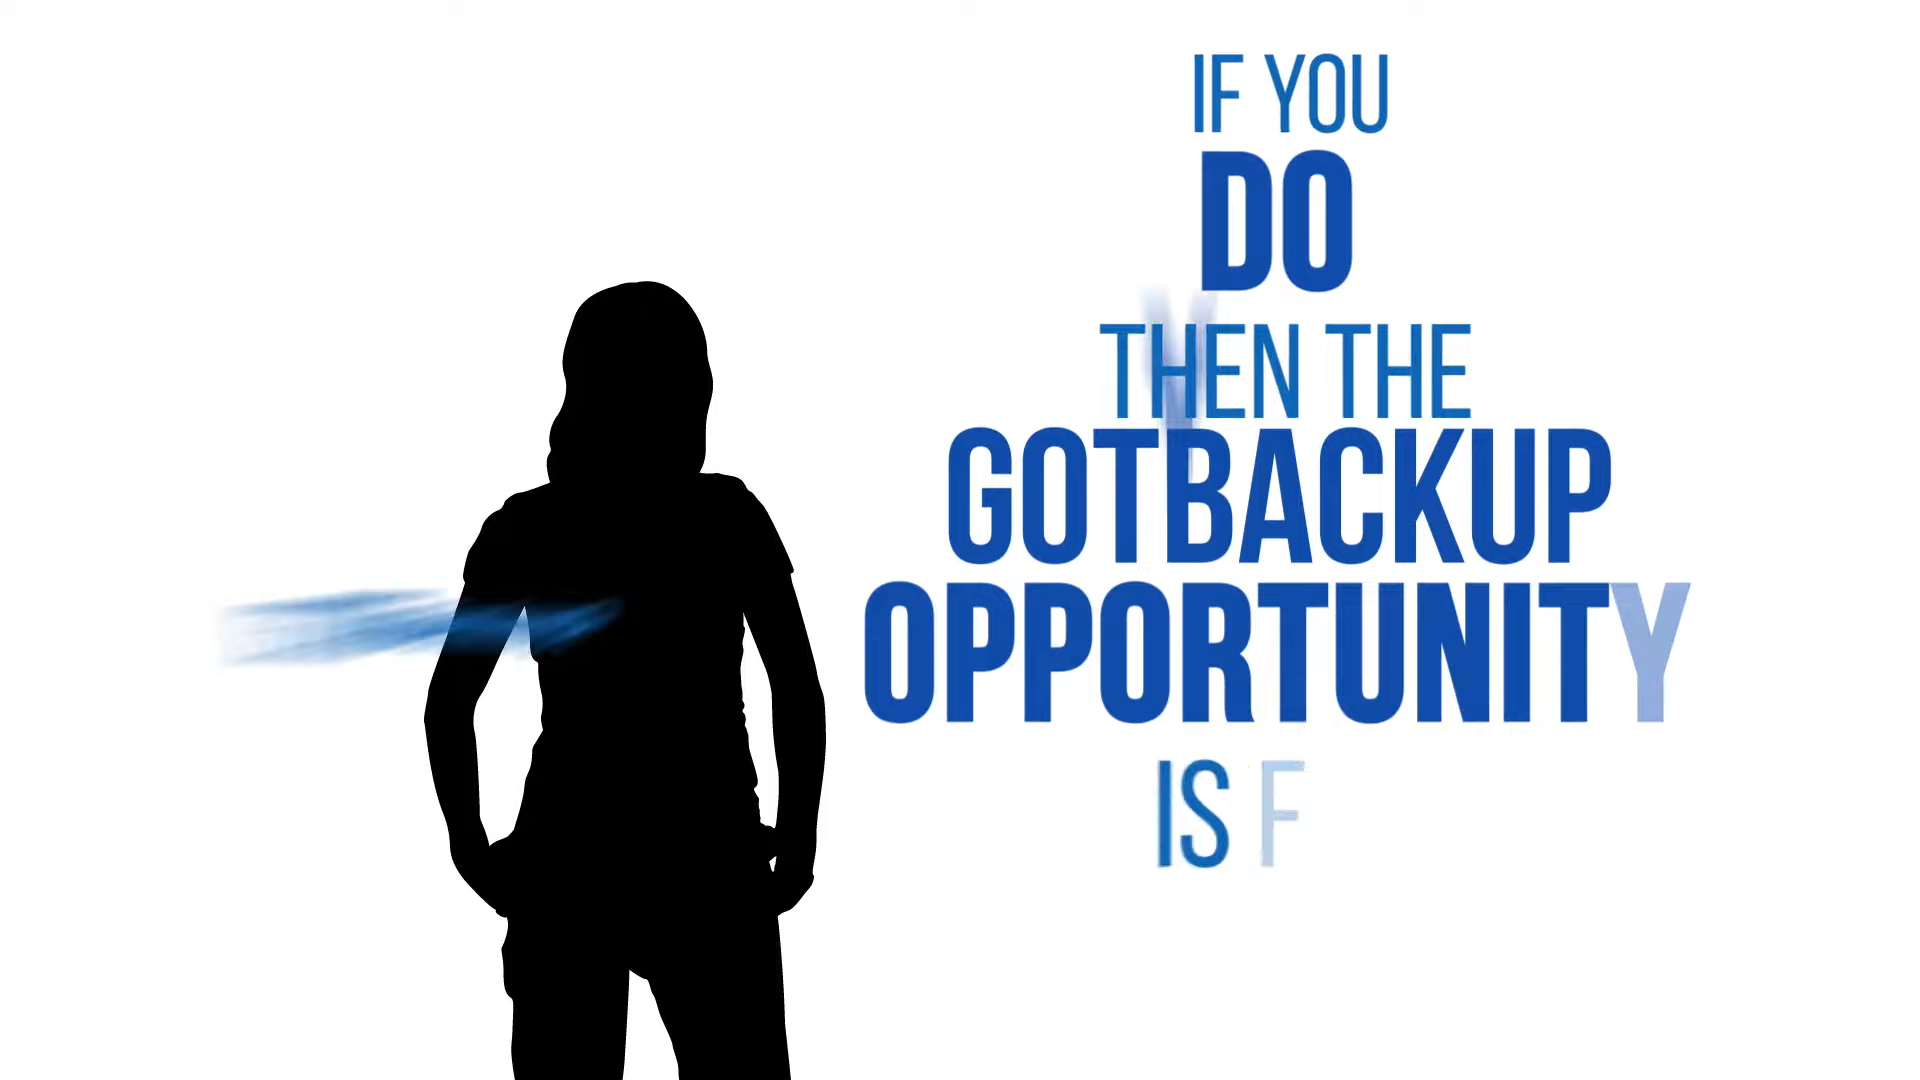 IF YOU
DO
THEN THE
GOTBACKUP
OPPORTUNITY
IS F